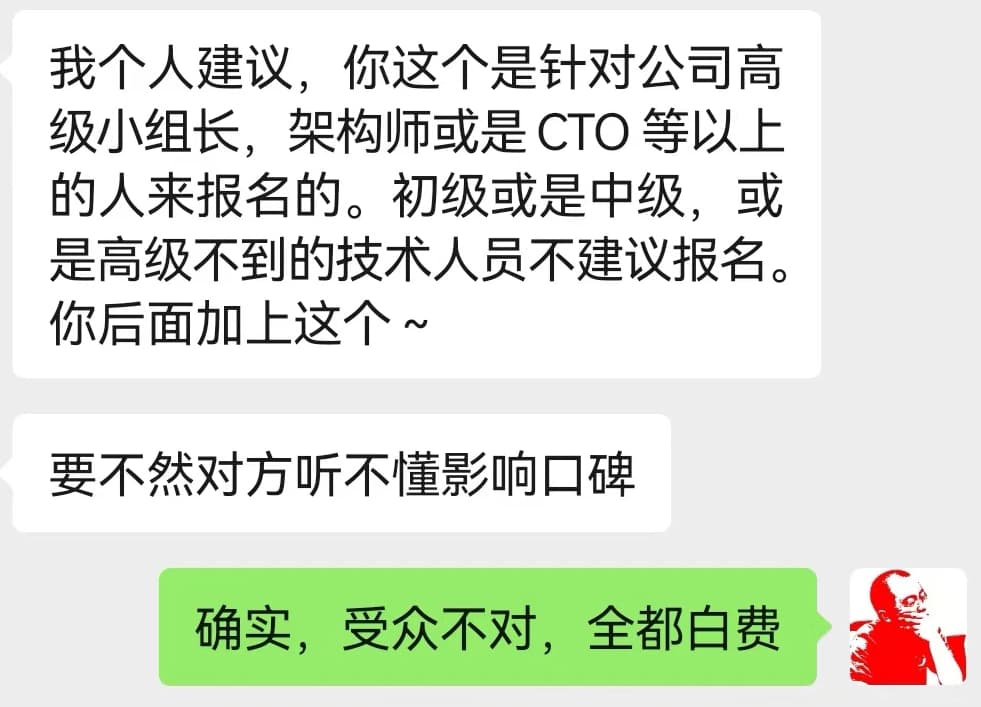 我个人建议，你这个是针对公司高
级小组长，架构师或是 CTO 等以上
的人来报名的。初级或是中级，或
是高级不到的技术人员不建议报名。
你后面加上这个 ~
要不然对方听不懂影响口碑
确实，受众不对，全都白费